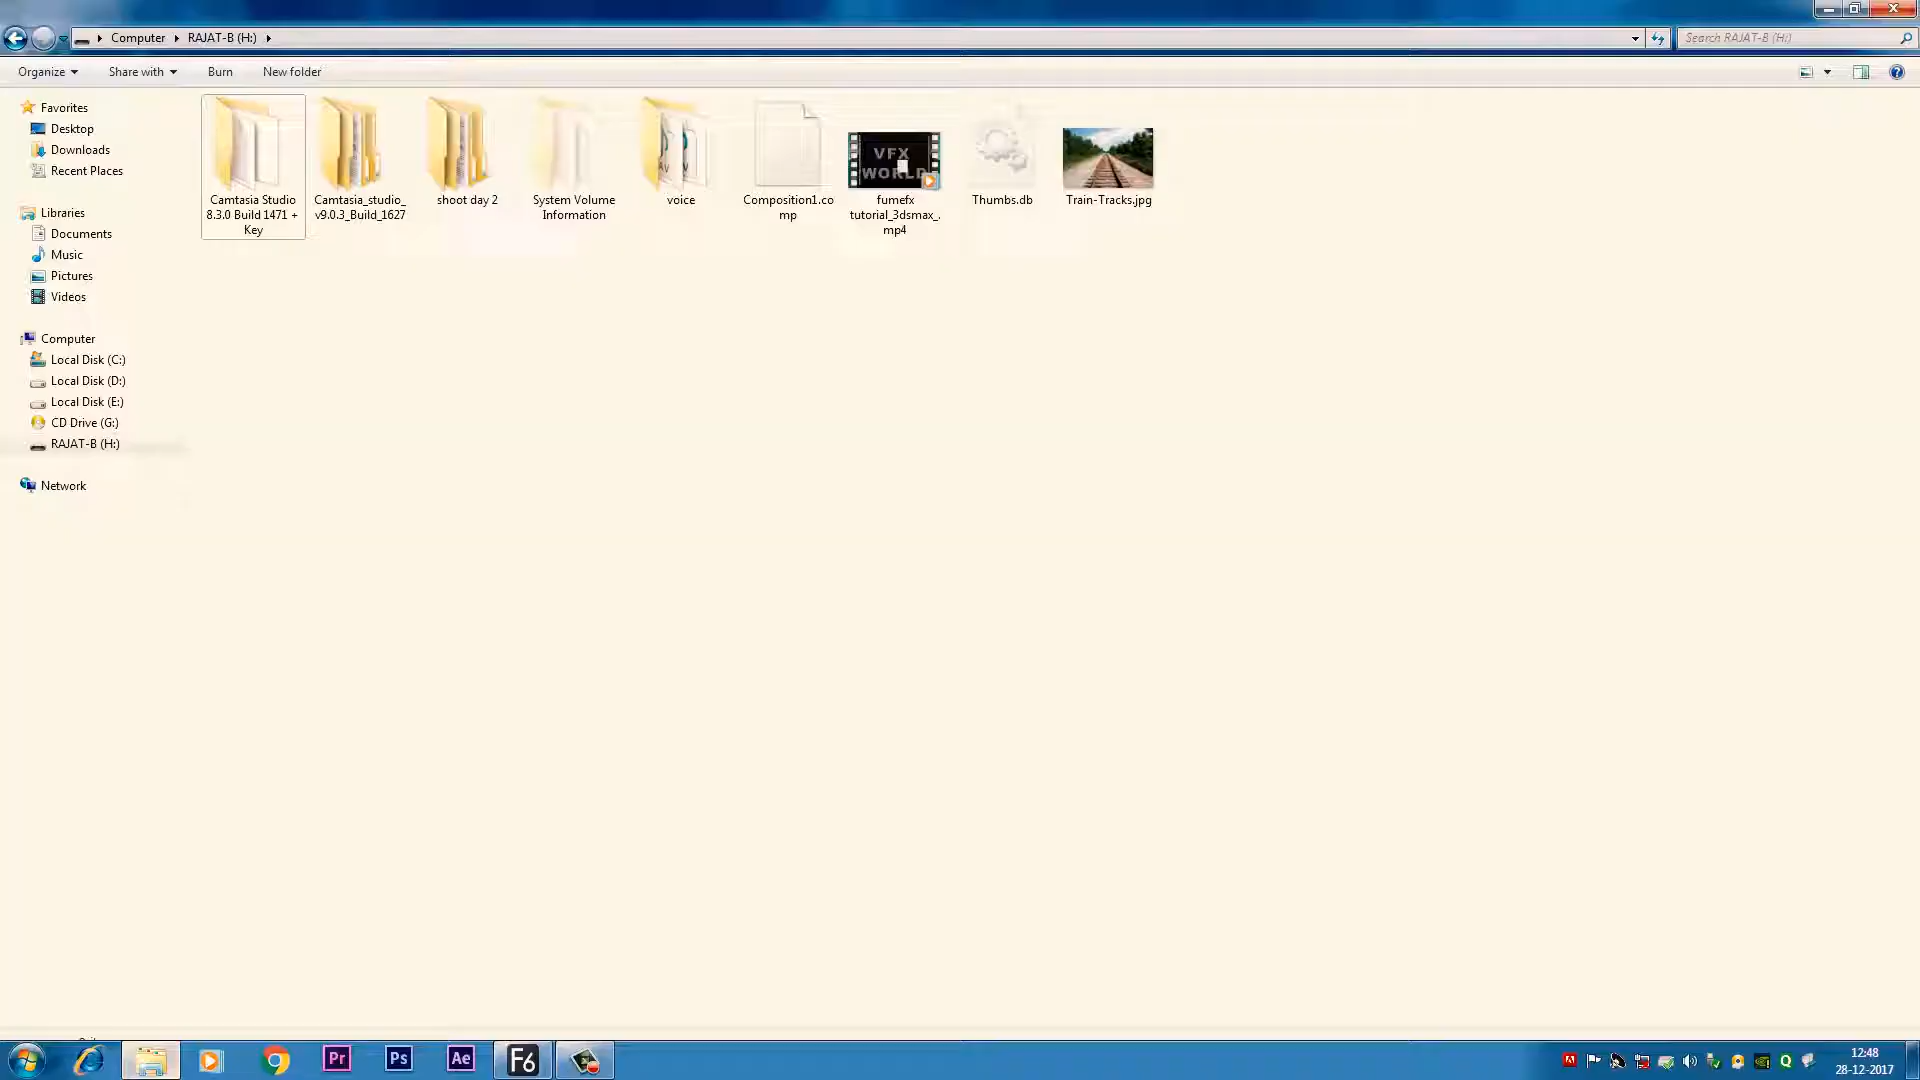 Computer RAJAT-B (H:)
Search RAJAT-B (H:)
Organize Share with Burn New folder
Favorites
Desktop
Downloads
Recent Places
Libraries
Documents
Music
Pictures
Videos
Computer
Local Disk (C:)
Local Disk (D:)
Local Disk (E:)
CD Drive (G:)
RAJAT-B (H:)
Network
Camtasia Studio
8.3.0 Build 1471 +
Key
Camtasia_studio_
v9.0.3_Build_1627
shoot day 2
System Volume
Information
voice
Composition1.co
mp
VFX
WORLD
fumefx
tutorial_3dsmax_.
mp4
Thumbs.db
Train-Tracks.jpg
Pr
Ps
Ae
F6
12:48
28-12-2017